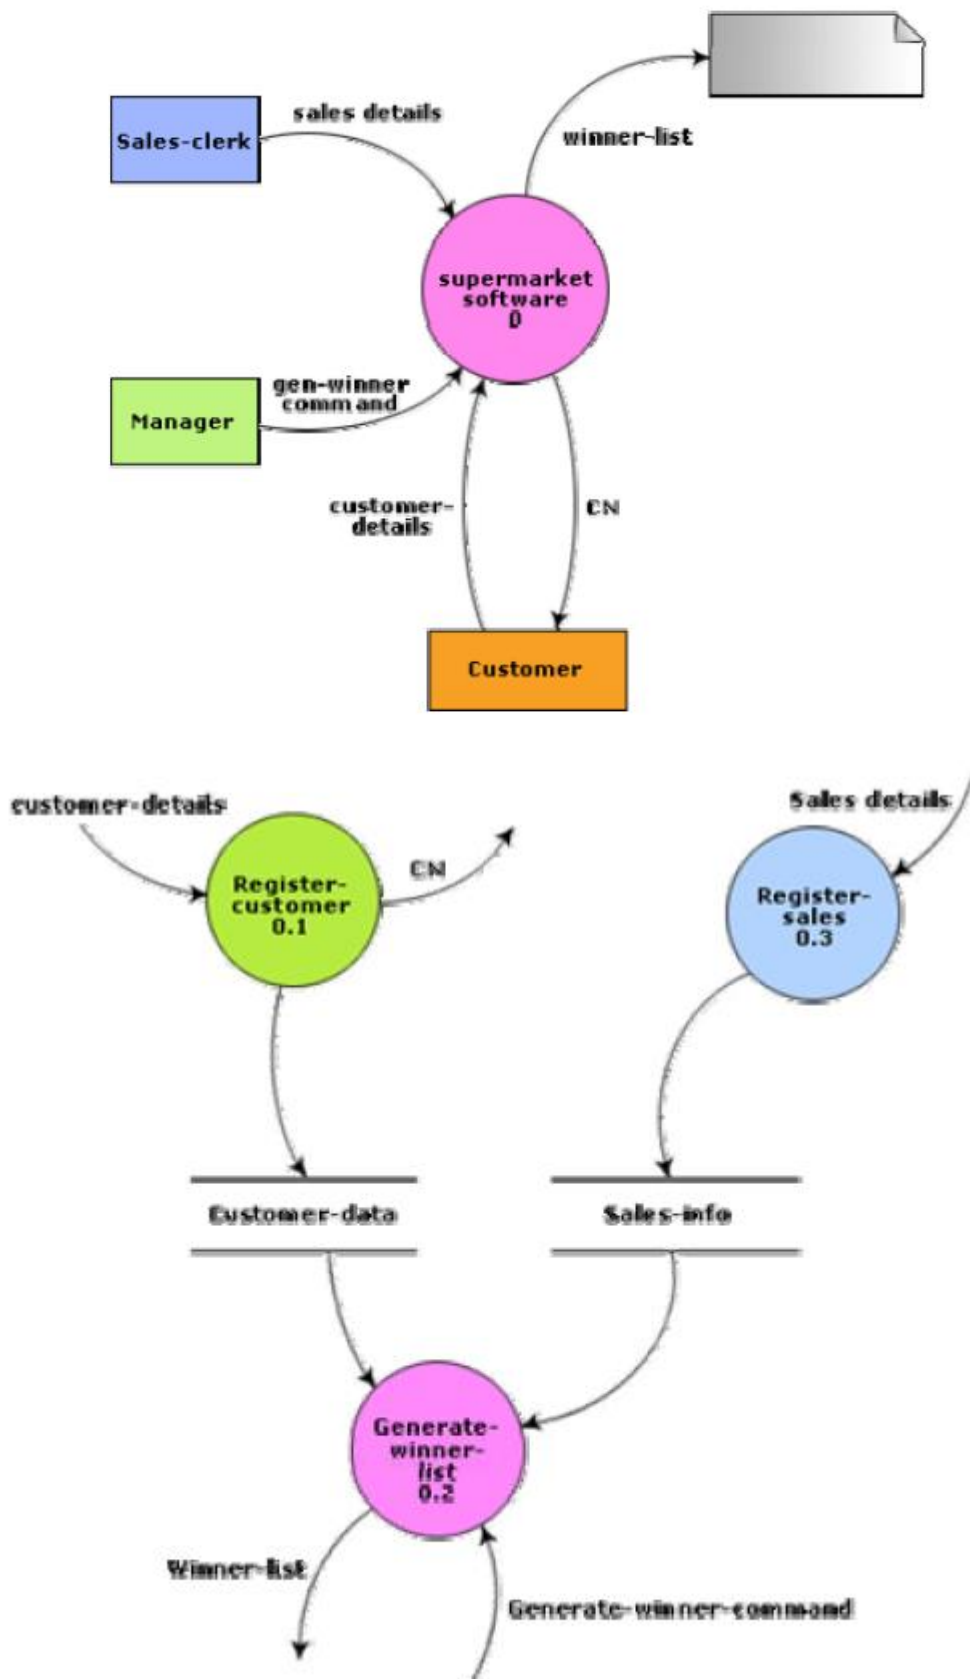 sales details
Sales-clerk
winner-list
supermarket
software
0
gen-winner
command
Manager
customer-
details
CN
Customer
customer-details
Sales details
CN
Register-
customer
0.1
Register-
sales
0.3
Customer-data
Sales-info
Generate-
winner-
list
0.2
Winner-list
Generate-winner-command